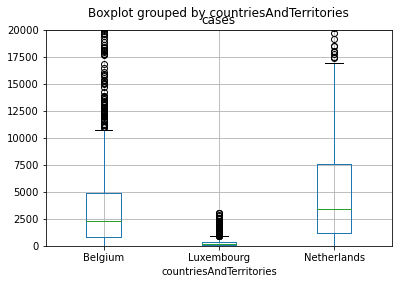 Boxplot grouped by countriesAndTerritories
cases
20000
17500
15000
12500
10000
7500
5000
2500
0
Belgium Luxembourg Netherlands
countriesAndTerritories